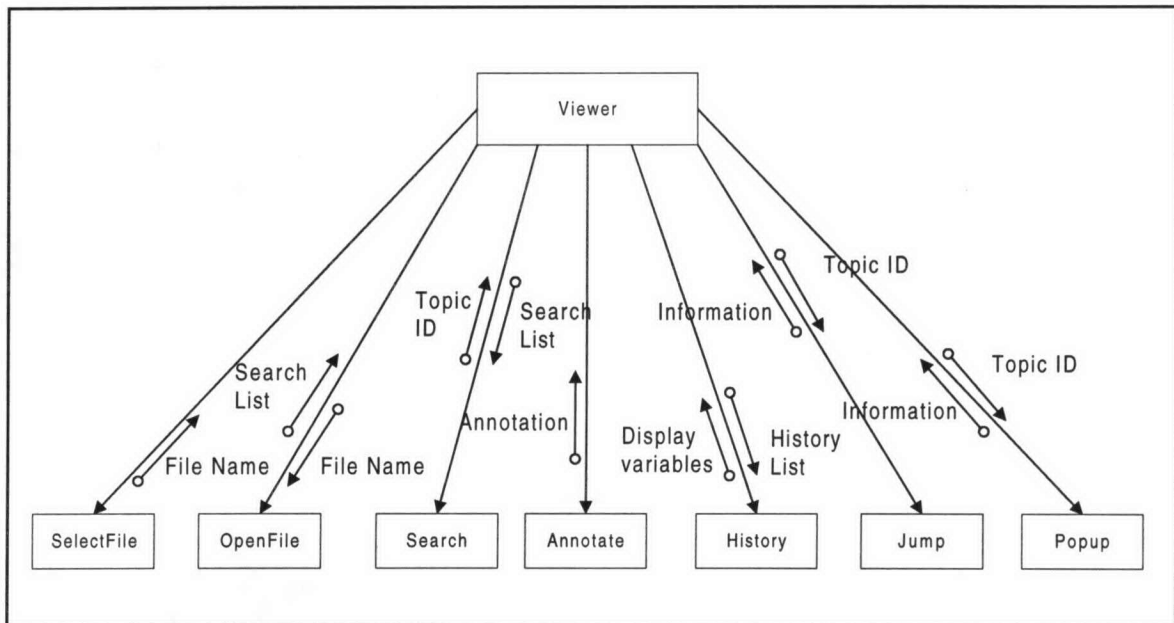 Viewer
Topic
ID
Search
List
Information
Topic ID
Search
List
Annotation
Display
variables
History
List
Information
Topic ID
File Name
File Name
SelectFile
OpenFile
Search
Annotate
History
Jump
Popup